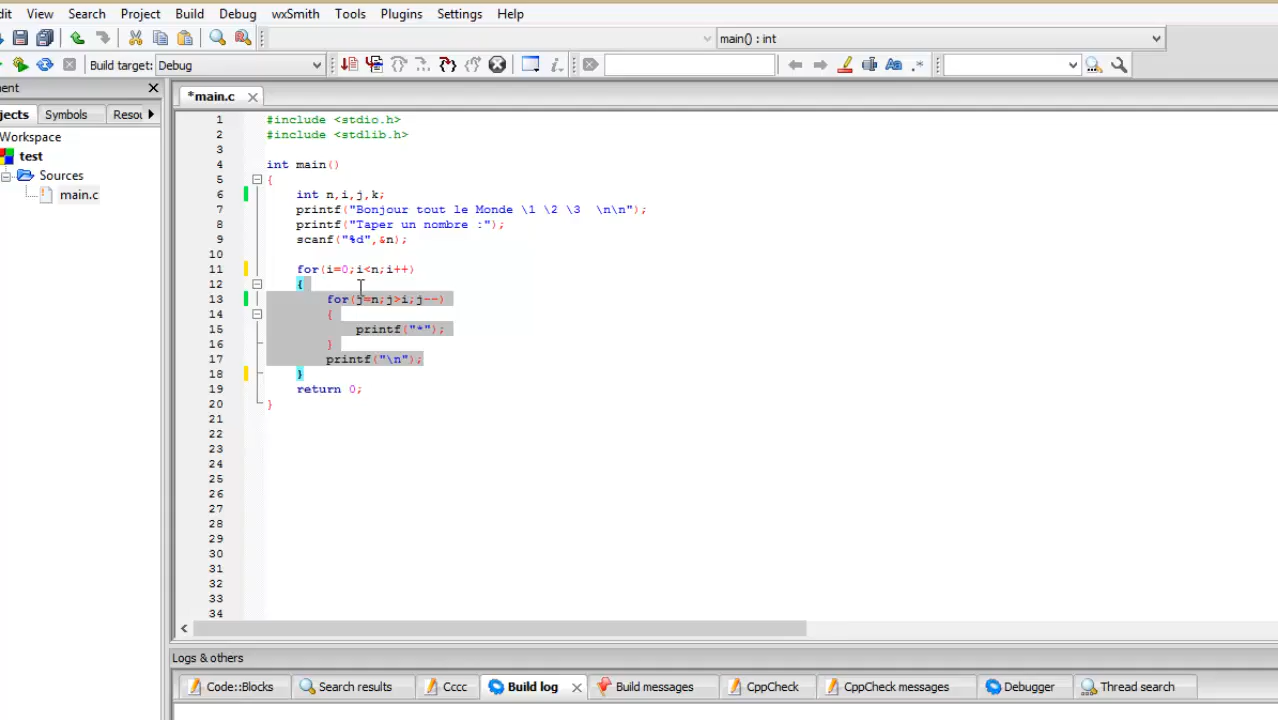 dit View Search Project Build Debug wxSmith Tools Plugins Settings Help
main() : int
Build target: Debug
ment
*main.c
jects Symbols Resou
Workspace
test
Sources
main.c
1 #include <stdio.h>
2 #include <stdlib.h>
3
4 int main()
5 {
6 int n,i,j,k;
7 printf("Bonjour tout le Monde \1 \2 \3  \n\n");
8 printf("Taper un nombre :");
9 scanf("%d",&n);
10
11 for(i=0;i<n;i++)
12 {
13 for(j=n;j>i;j--)
14 {
15 printf("*");
16 }
17 printf("\n");
18 }
19 return 0;
20 }
21
22
23
24
25
26
27
28
29
30
31
32
33
34
Logs & others
Code::Blocks Search results Cccc Build log Build messages CppCheck CppCheck messages Debugger Thread search